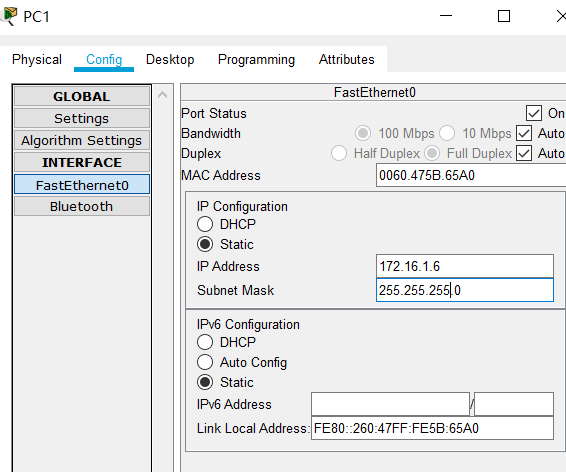 PC1
Physical Config Desktop Programming Attributes
GLOBAL
Settings
Algorithm Settings
INTERFACE
FastEthernet0
Bluetooth
FastEthernet0
Port Status On
Bandwidth 100 Mbps 10 Mbps Auto
Duplex Half Duplex Full Duplex Auto
MAC Address 0060.475B.65A0
IP Configuration
DHCP
Static
IP Address 172.16.1.6
Subnet Mask 255.255.255.0
IPv6 Configuration
DHCP
Auto Config
Static
IPv6 Address /
Link Local Address: FE80::260:47FF:FE5B:65A0